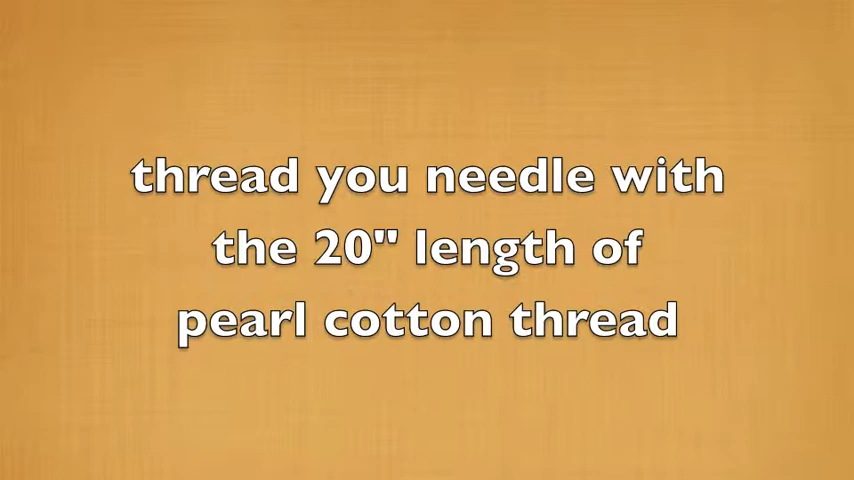 thread you needle with
the 20" length of
pearl cotton thread